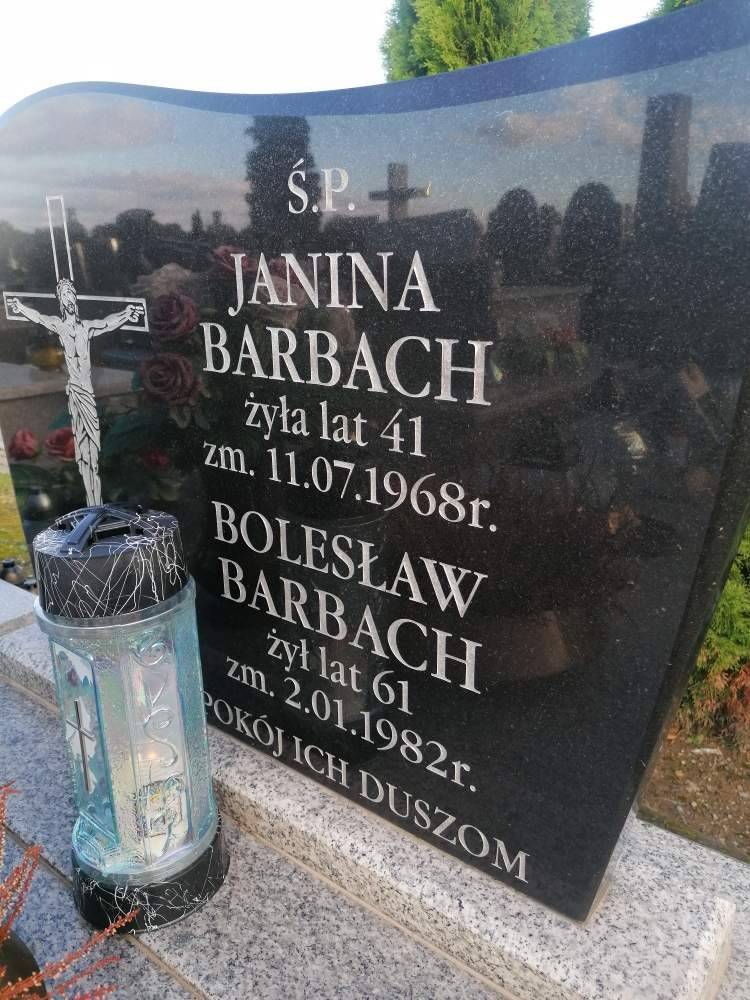 Ś.P.
JANINA
BARBACH
żyła lat 41
zm. 11.07.1968r.
BOLESŁAW
BARBACH
żył lat 61
zm. 2.01.1982r.
POKÓJ ICH DUSZOM